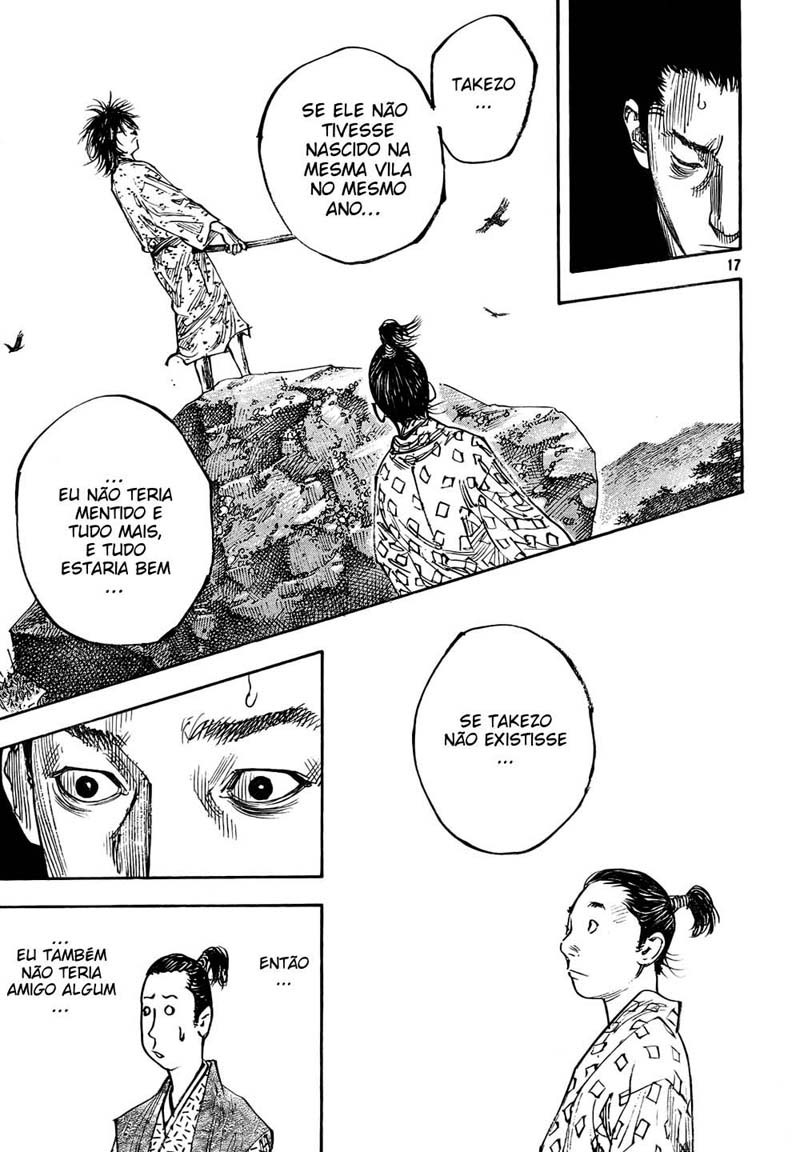 TAKEZO
...
SE ELE NÃO
TIVESSE
NASCIDO NA
MESMA VILA
NO MESMO
ANO...
17
...
EU NÃO TERIA
MENTIDO E
TUDO MAIS,
E TUDO
ESTARIA BEM
...
SE TAKEZO
NÃO EXISTISSE
...
ENTÃO
...
...
EU TAMBÉM
NÃO TERIA
AMIGO ALGUM
...